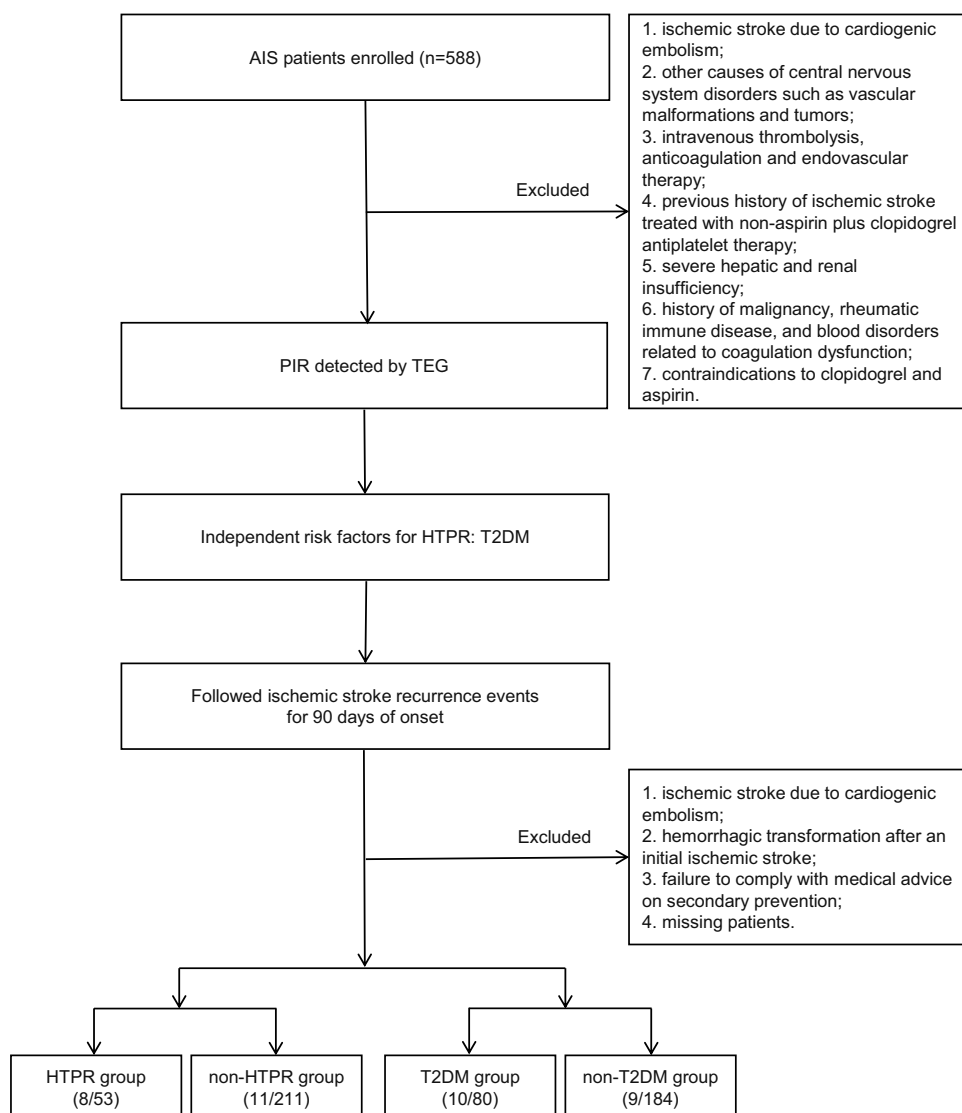 AIS patients enrolled (n=588)
1. ischemic stroke due to cardiogenic
embolism;
2. other causes of central nervous
system disorders such as vascular
malformations and tumors;
3. intravenous thrombolysis,
anticoagulation and endovascular
therapy;
4. previous history of ischemic stroke
treated with non-aspirin plus clopidogrel
antiplatelet therapy;
5. severe hepatic and renal
insufficiency;
6. history of malignancy, rheumatic
immune disease, and blood disorders
related to coagulation dysfunction;
7. contraindications to clopidogrel and
aspirin.
Excluded
PIR detected by TEG
Independent risk factors for HTPR: T2DM
Followed ischemic stroke recurrence events
for 90 days of onset
Excluded
1. ischemic stroke due to cardiogenic
embolism;
2. hemorrhagic transformation after an
initial ischemic stroke;
3. failure to comply with medical advice
on secondary prevention;
4. missing patients.
HTPR group
(8/53)
non-HTPR group
(11/211)
T2DM group
(10/80)
non-T2DM group
(9/184)